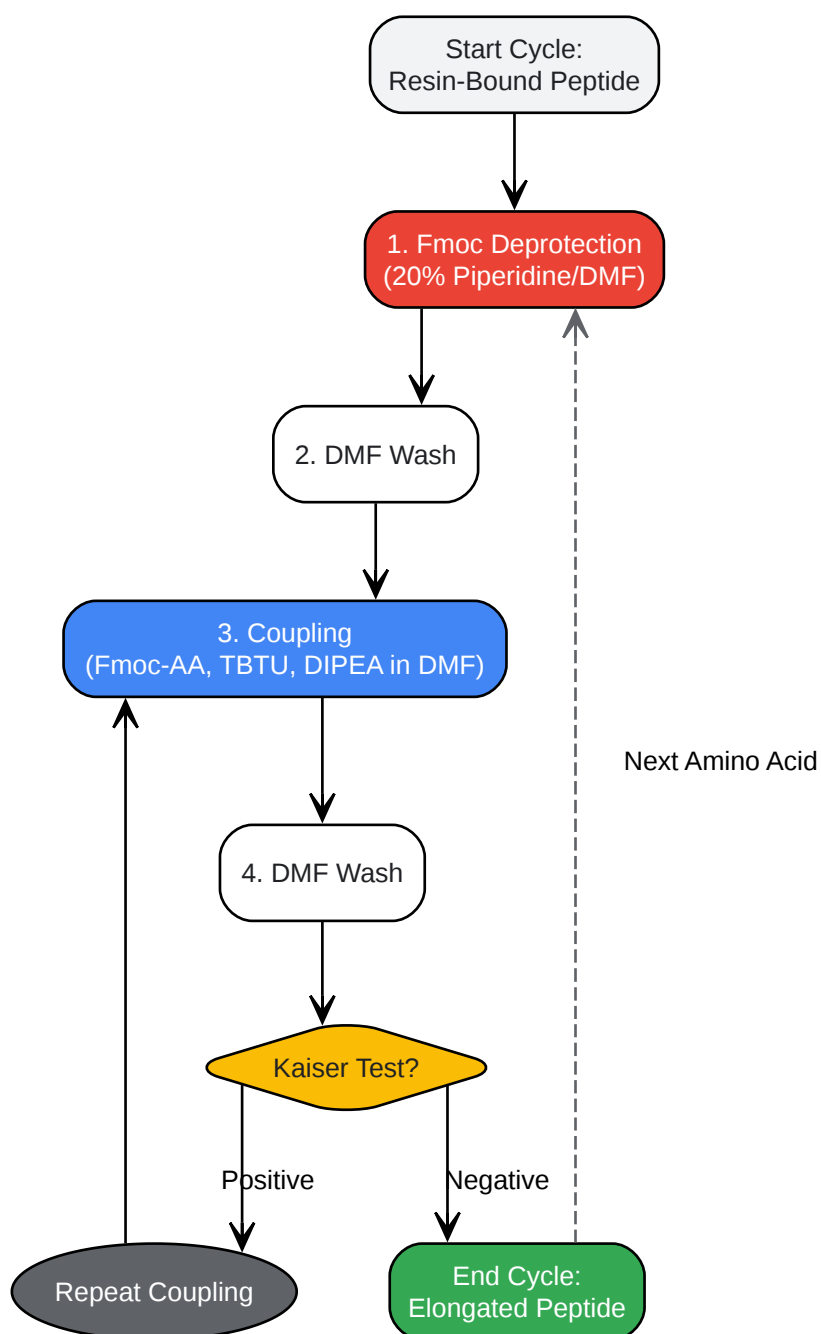 Start Cycle:
Resin-Bound Peptide
1. Fmoc Deprotection
(20% Piperidine/DMF)
2. DMF Wash
3. Coupling
(Fmoc-AA, TBTU, DIPEA in DMF)
Next Amino Acid
4. DMF Wash
Kaiser Test?
Positive
Negative
Repeat Coupling
End Cycle:
Elongated Peptide